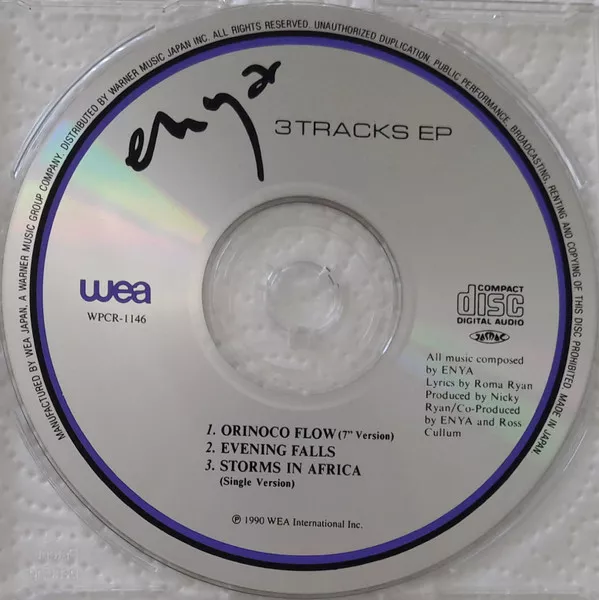 enya
3 TRACKS EP
wea
WPCR-1146
COMPACT
disc
DIGITAL AUDIO
JASRAC
All music composed
by ENYA
Lyrics by Roma Ryan
Produced by Nicky
Ryan/Co-Produced
by ENYA and Ross
Cullum
1. ORINOCO FLOW (7" Version)
2. EVENING FALLS
3. STORMS IN AFRICA
(Single Version)
℗ 1990 WEA International Inc.
MANUFACTURED BY WEA JAPAN, A WARNER MUSIC GROUP COMPANY. DISTRIBUTED BY WARNER MUSIC JAPAN INC. ALL RIGHTS RESERVED. UNAUTHORIZED DUPLICATION, PUBLIC PERFORMANCE, BROADCASTING, RENTING AND COPYING OF THIS DISC PROHIBITED. MADE IN JAPAN.